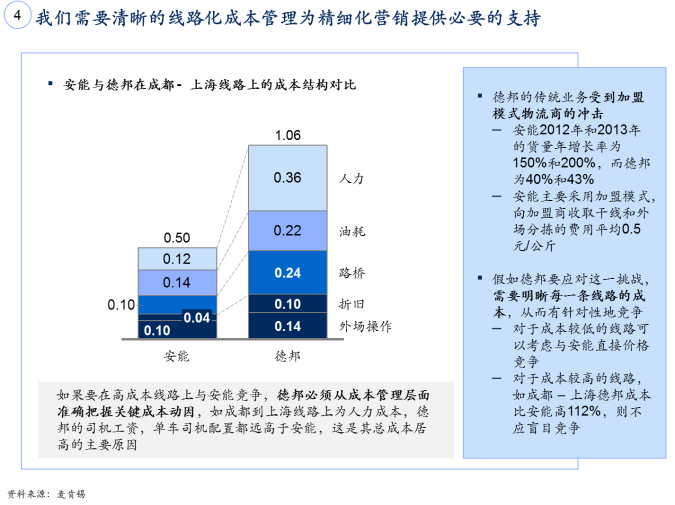 4
我们需要清晰的线路化成本管理为精细化营销提供必要的支持
▪ 安能与德邦在成都 - 上海线路上的成本结构对比
1.06
0.36
人力
0.50
0.12
0.22
油耗
0.14
0.24
路桥
0.10
0.04
0.10
折旧
0.10
0.14
外场操作
安能
德邦
如果要在高成本线路上与安能竞争，德邦必须从成本管理层面
准确把握关键成本动因，如成都到上海线路上为人力成本，德
邦的司机工资，单车司机配置都远高于安能，这是其总成本居
高的主要原因
▪ 德邦的传统业务受到加盟
模式物流商的冲击
– 安能2012年和2013年
的货量年增长率为
150%和200%，而德邦
为40%和43%
– 安能主要采用加盟模式，
向加盟商收取干线和外
场分拣的费用平均0.5
元/公斤
▪ 假如德邦要应对这一挑战，
需要明晰每一条线路的成
本，从而有针对性地竞争
– 对于成本较低的线路可
以考虑与安能直接价格
竞争
– 对于成本较高的线路，
如成都 – 上海德邦成本
比安能高112%，则不
应盲目竞争
资料来源：麦肯锡